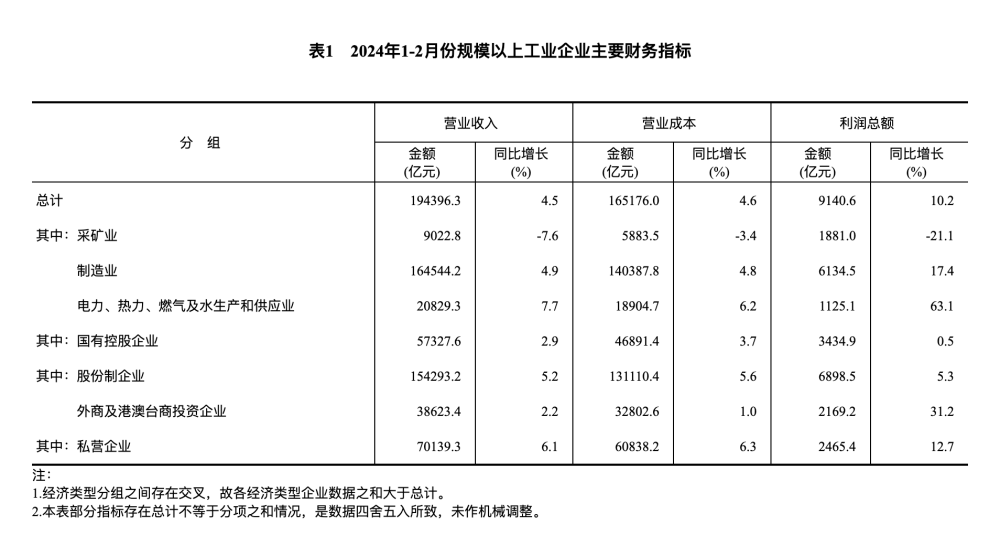 表1 2024年1-2月份规模以上工业企业主要财务指标
分 组 营业收入 营业成本 利润总额
金额 同比增长 金额 同比增长 金额 同比增长
(亿元) (%) (亿元) (%) (亿元) (%)
总计 194396.3 4.5 165176.0 4.6 9140.6 10.2
其中：采矿业 9022.8 -7.6 5883.5 -3.4 1881.0 -21.1
制造业 164544.2 4.9 140387.8 4.8 6134.5 17.4
电力、热力、燃气及水生产和供应业 20829.3 7.7 18904.7 6.2 1125.1 63.1
其中：国有控股企业 57327.6 2.9 46891.4 3.7 3434.9 0.5
其中：股份制企业 154293.2 5.2 131110.4 5.6 6898.5 5.3
外商及港澳台商投资企业 38623.4 2.2 32802.6 1.0 2169.2 31.2
其中：私营企业 70139.3 6.1 60838.2 6.3 2465.4 12.7
注：
1.经济类型分组之间存在交叉，故各经济类型企业数据之和大于总计。
2.本表部分指标存在总计不等于分项之和情况，是数据四舍五入所致，未作机械调整。